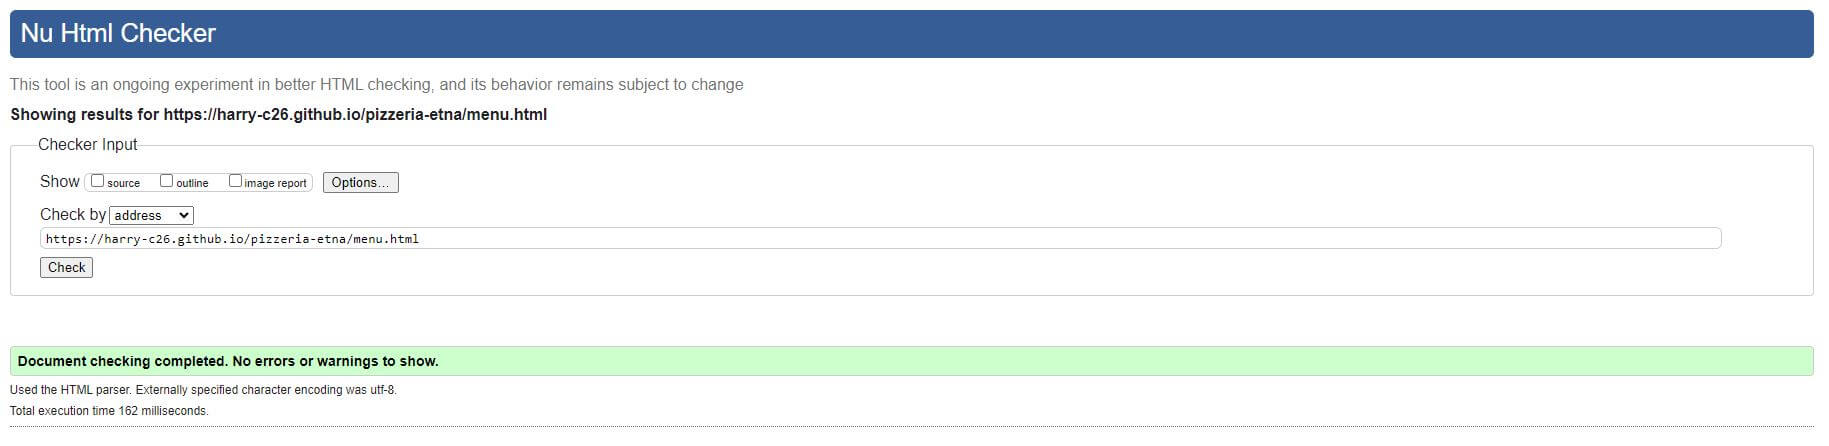 Nu Html Checker
This tool is an ongoing experiment in better HTML checking, and its behavior remains subject to change
Showing results for https://harry-c26.github.io/pizzeria-etna/menu.html
Checker Input
Show source outline image report Options...
Check by address
https://harry-c26.github.io/pizzeria-etna/menu.html
Check
Document checking completed. No errors or warnings to show.
Used the HTML parser. Externally specified character encoding was utf-8.
Total execution time 162 milliseconds.